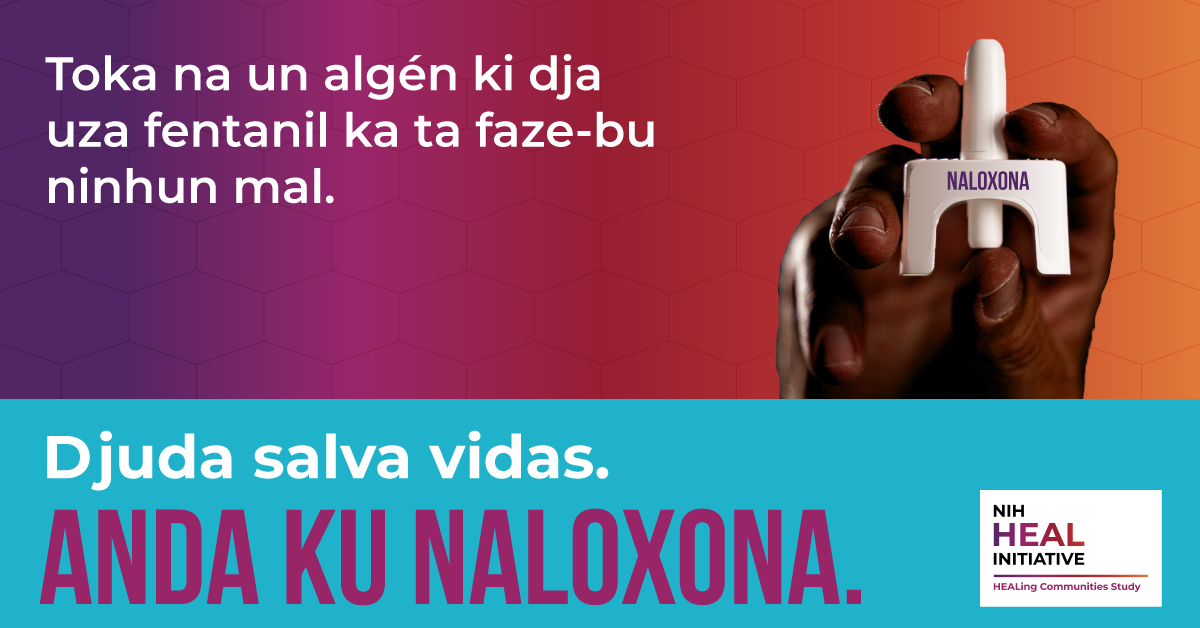 Toka na un algén ki dja
uza fentanil ka ta faze-bu
ninhun mal.
NALOXONA
Djuda salva vidas.
ANDA KU NALOXONA.
NIH
HEAL
INITIATIVE
HEALing Communities Study